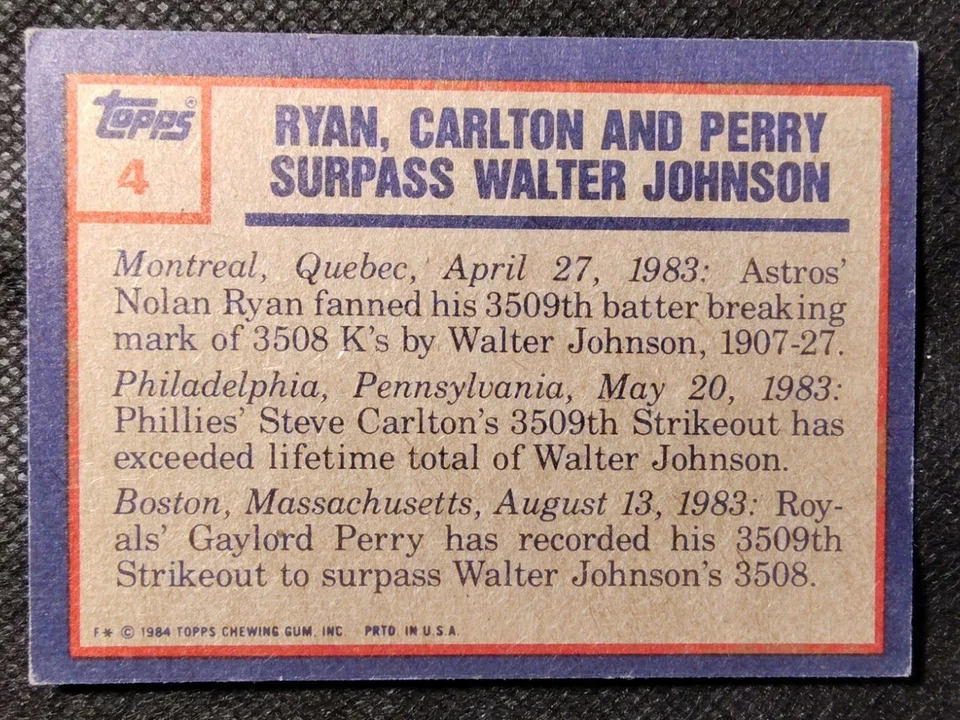 Topps®
4
RYAN, CARLTON AND PERRY
SURPASS WALTER JOHNSON
Montreal, Quebec, April 27, 1983: Astros'
Nolan Ryan fanned his 3509th batter breaking
mark of 3508 K's by Walter Johnson, 1907-27.
Philadelphia, Pennsylvania, May 20, 1983:
Phillies' Steve Carlton's 3509th Strikeout has
exceeded lifetime total of Walter Johnson.
Boston, Massachusetts, August 13, 1983: Roy-
als' Gaylord Perry has recorded his 3509th
Strikeout to surpass Walter Johnson's 3508.
F* © 1984 TOPPS CHEWING GUM, INC. PRTD. IN U.S.A.